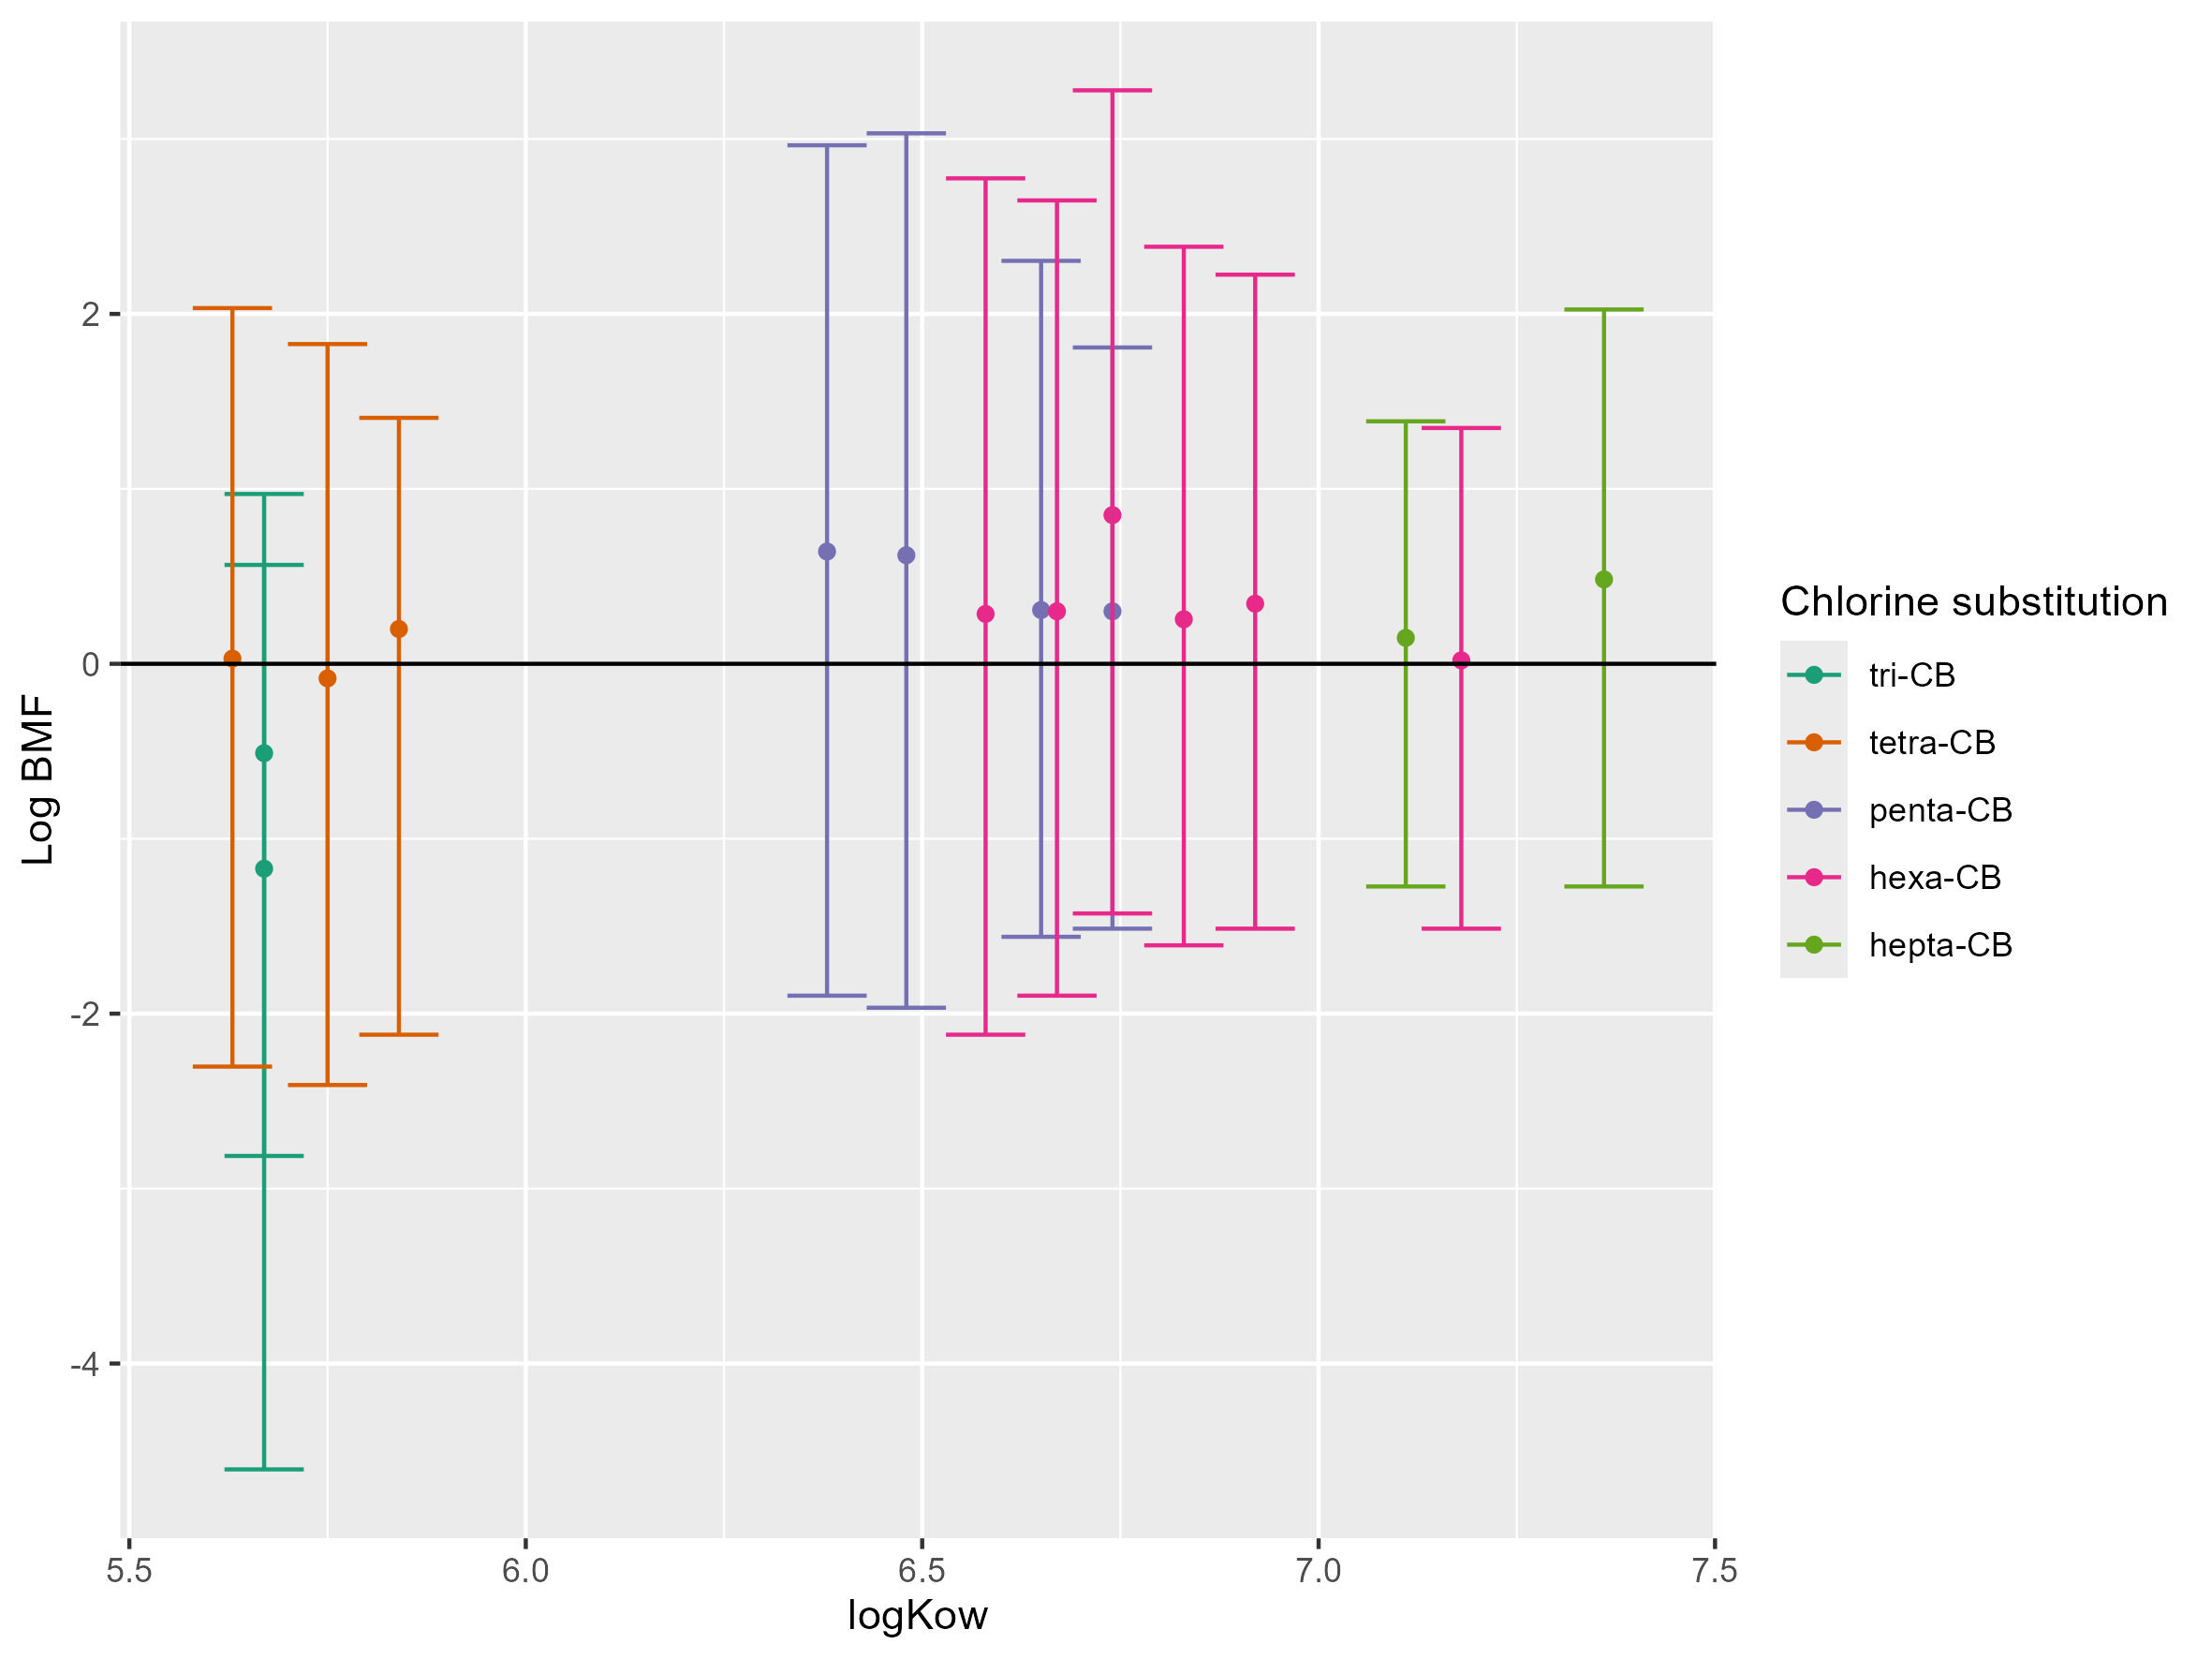 Log BMF
2
0
-2
-4
5.5 6.0 6.5 7.0 7.5
logKow
Chlorine substitution
tri-CB
tetra-CB
penta-CB
hexa-CB
hepta-CB